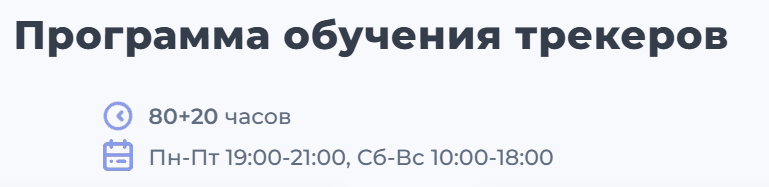 Программа обучения трекеров
80+20 часов
Пн-Пт 19:00-21:00, Сб-Вс 10:00-18:00